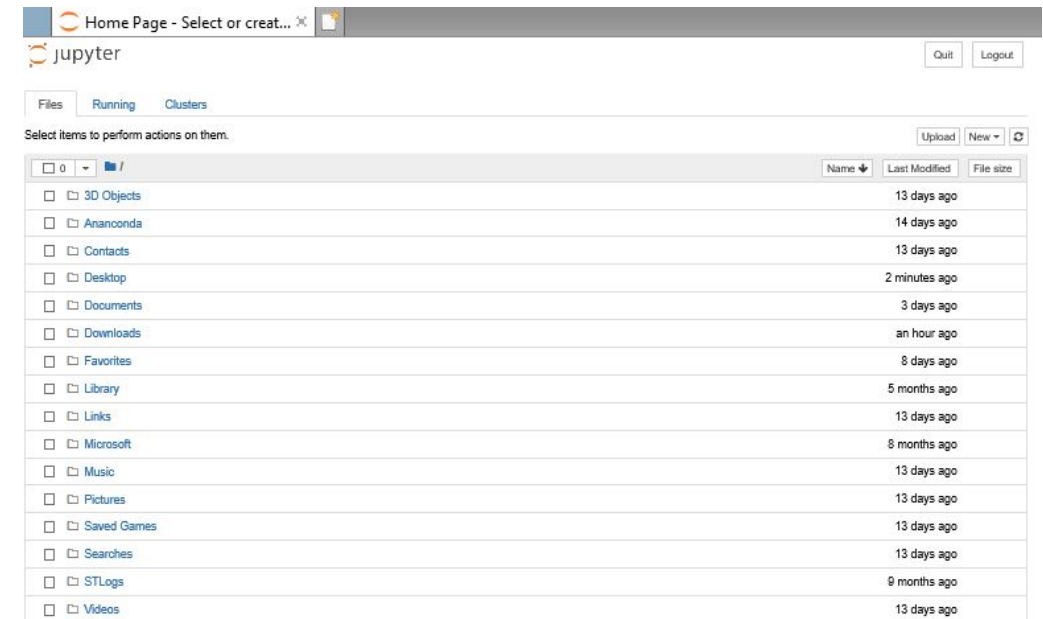 Home Page - Select or creat...
jupyter
Quit Logout
Files Running Clusters
Select items to perform actions on them.
Upload New
0 /
Name Last Modified File size
3D Objects 13 days ago
Ananconda 14 days ago
Contacts 13 days ago
Desktop 2 minutes ago
Documents 3 days ago
Downloads an hour ago
Favorites 8 days ago
Library 5 months ago
Links 13 days ago
Microsoft 8 months ago
Music 13 days ago
Pictures 13 days ago
Saved Games 13 days ago
Searches 13 days ago
STLogs 9 months ago
Videos 13 days ago